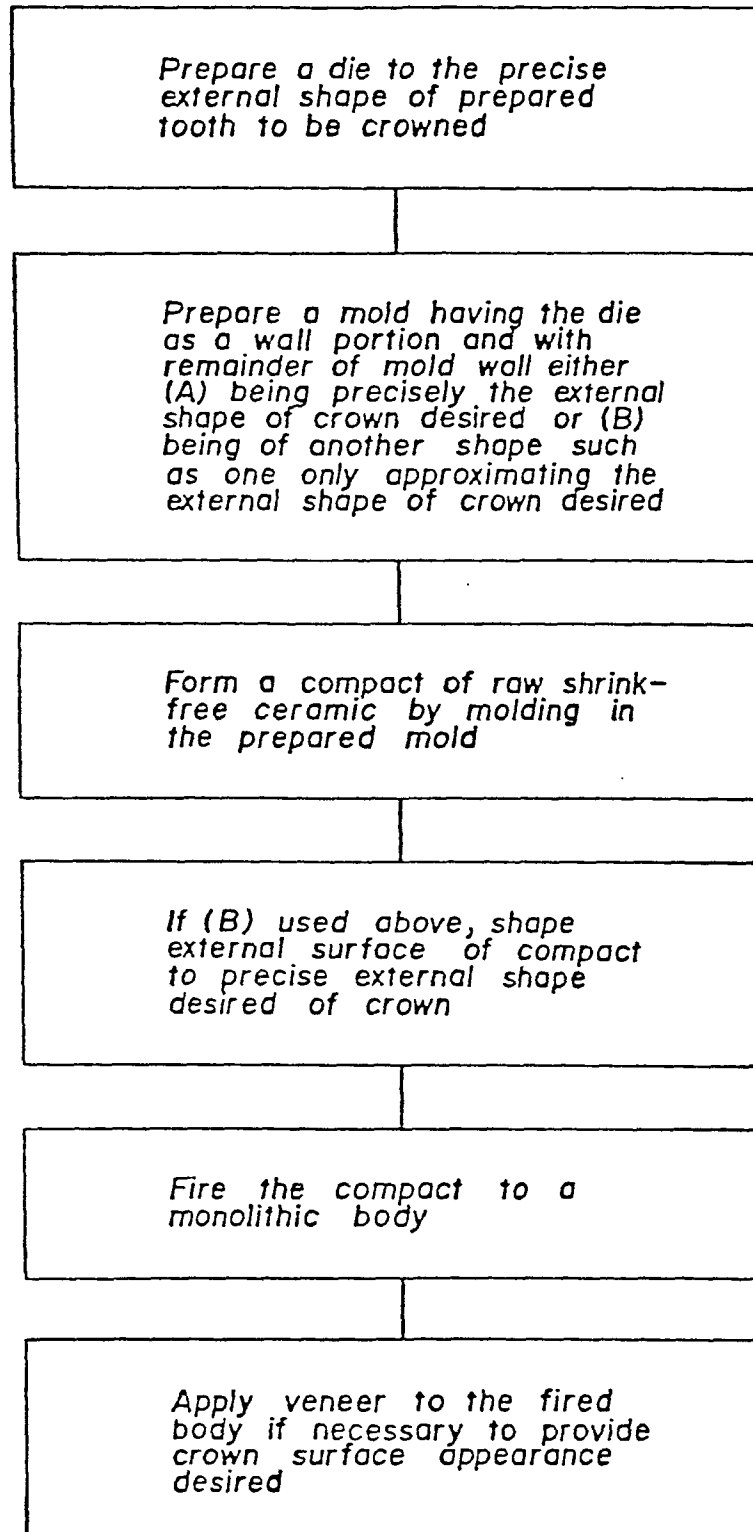 Prepare a die to the precise
external shape of prepared
tooth to be crowned
Prepare a mold having the die
as a wall portion and with
remainder of mold wall either
(A) being precisely the external
shape of crown desired or (B)
being of another shape such
as one only approximating the
external shape of crown desired
Form a compact of raw shrink-
free ceramic by molding in
the prepared mold
If (B) used above, shape
external surface of compact
to precise external shape
desired of crown
Fire the compact to a
monolithic body
Apply veneer to the fired
body if necessary to provide
crown surface appearance
desired